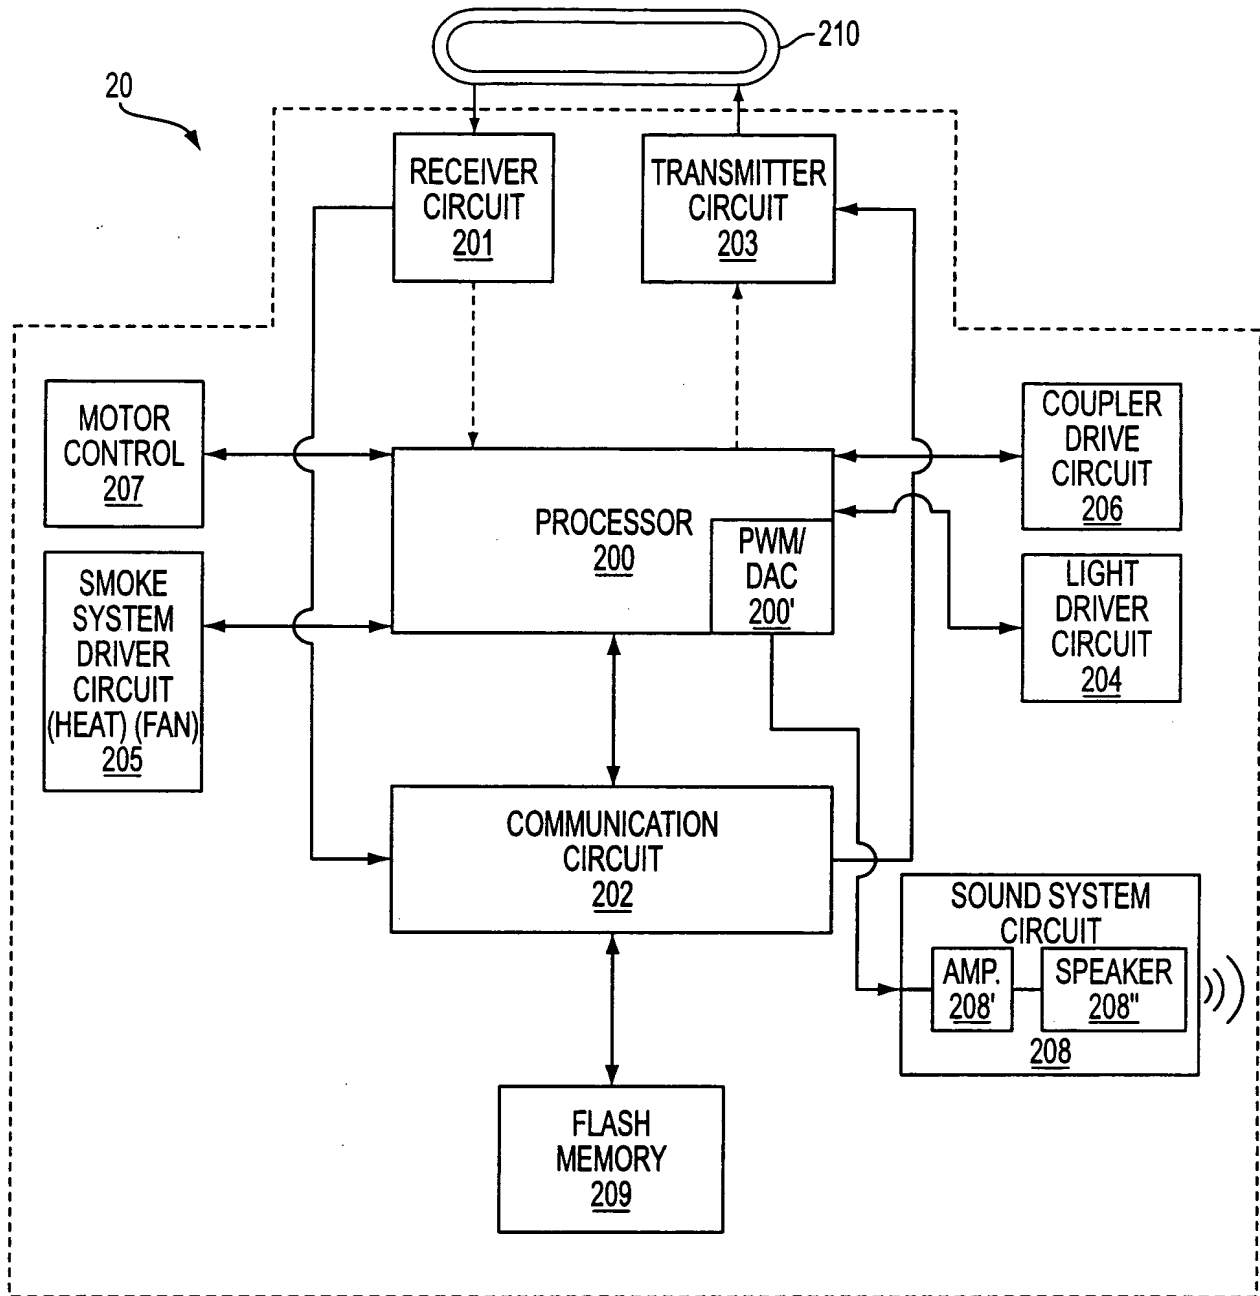 210
20
RECEIVER
CIRCUIT
201
TRANSMITTER
CIRCUIT
203
MOTOR
CONTROL
207
PROCESSOR
200
PWM/
DAC
200'
COUPLER
DRIVE
CIRCUIT
206
SMOKE
SYSTEM
DRIVER
CIRCUIT
(HEAT) (FAN)
205
LIGHT
DRIVER
CIRCUIT
204
COMMUNICATION
CIRCUIT
202
SOUND SYSTEM
CIRCUIT
AMP.
208'
SPEAKER
208"
208
FLASH
MEMORY
209